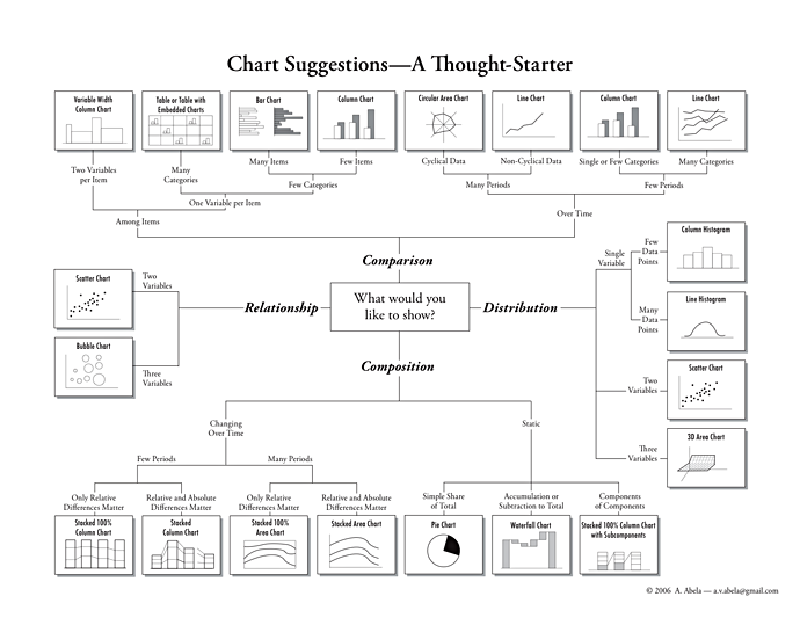 Chart Suggestions—A Thought-Starter
Variable Width
Column Chart
Table or Table with
Embedded Charts
Bar Chart
Column Chart
Circular Area Chart
Line Chart
Column Chart
Line Chart
Two Variables
per Item
Many
Categories
Many Items
Few Items
Cyclical Data
Non-Cyclical Data
Single or Few Categories
Many Categories
Few Categories
Many Periods
Few Periods
One Variable per Item
Among Items
Over Time
Comparison
What would you
like to show?
Relationship
Two
Variables
Scatter Chart
Three
Variables
Bubble Chart
Distribution
Single
Variable
Few
Data
Points
Column Histogram
Many
Data
Points
Line Histogram
Two
Variables
Scatter Chart
Three
Variables
3D Area Chart
Composition
Changing
Over Time
Static
Few Periods
Many Periods
Only Relative
Differences Matter
Relative and Absolute
Differences Matter
Only Relative
Differences Matter
Relative and Absolute
Differences Matter
Simple Share
of Total
Accumulation or
Subtraction to Total
Components
of Components
Stacked 100%
Column Chart
Stacked
Column Chart
Stacked 100%
Area Chart
Stacked Area Chart
Pie Chart
Waterfall Chart
Stacked 100% Column Chart
with Subcomponents
© 2006 A. Abela — a.v.abela@gmail.com